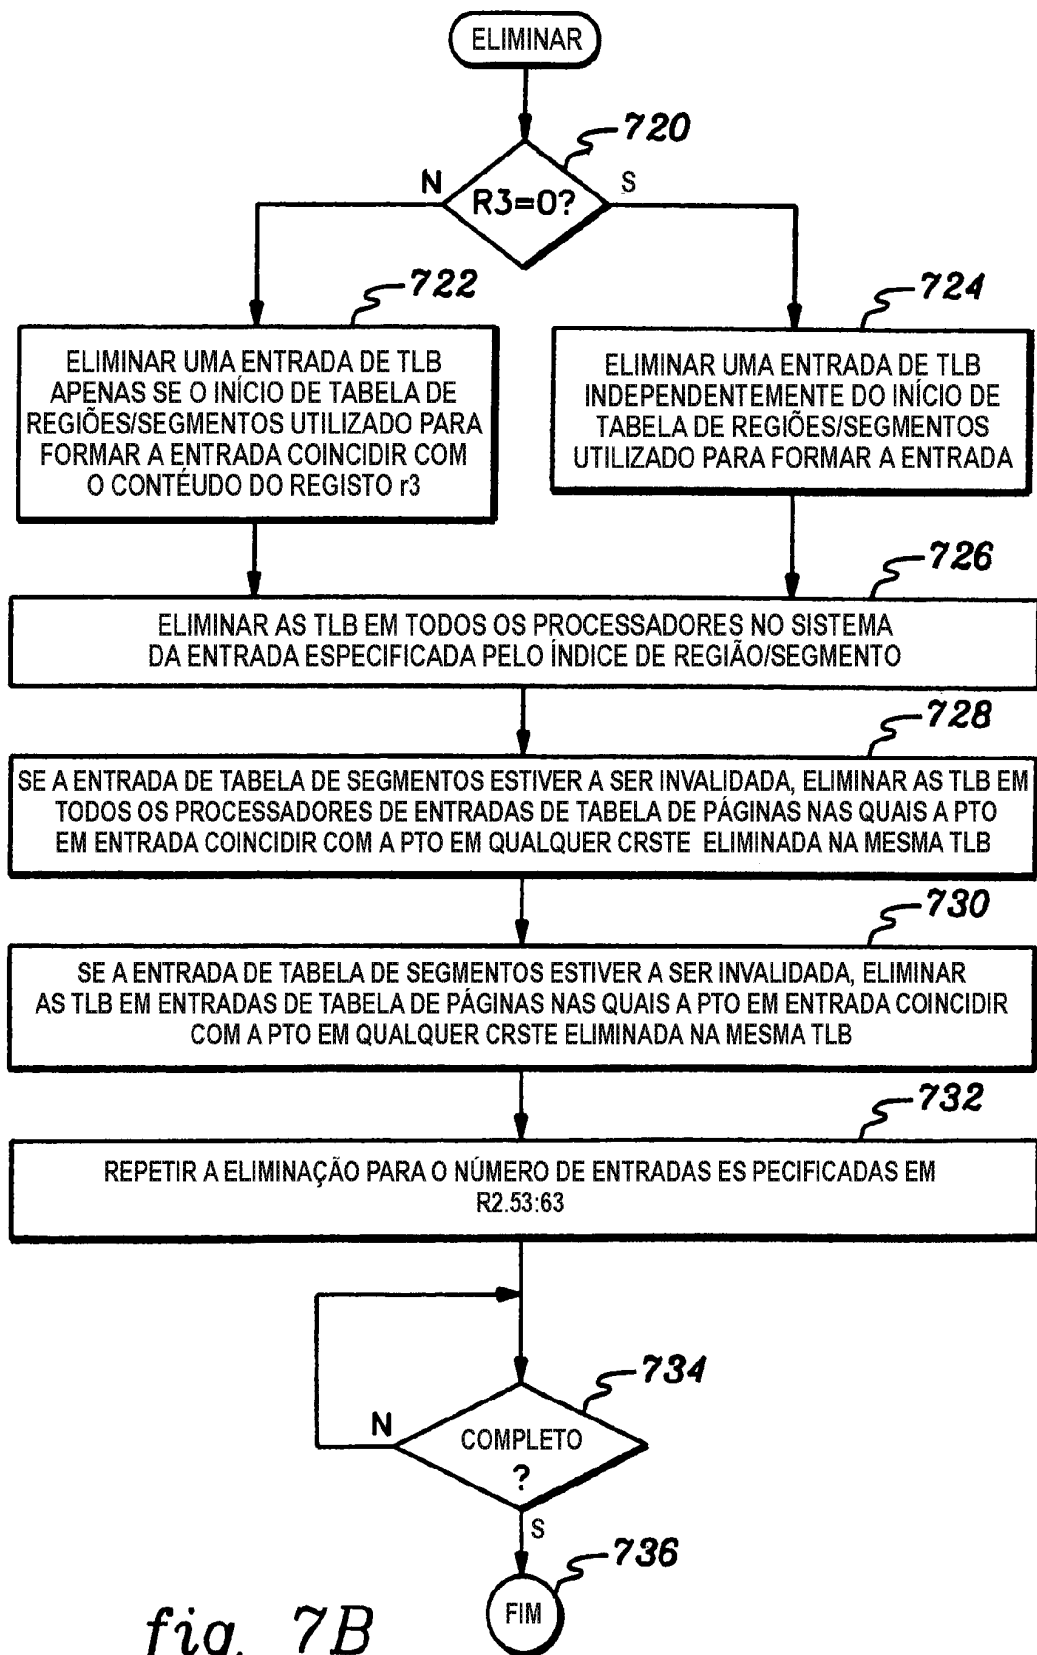 ELIMINAR
720
N
R3=0?
S
722
724
ELIMINAR UMA ENTRADA DE TLB
APENAS SE O INÍCIO DE TABELA DE
REGIÕES/SEGMENTOS UTILIZADO PARA
FORMAR A ENTRADA COINCIDIR COM
O CONTÉUDO DO REGISTO r3
ELIMINAR UMA ENTRADA DE TLB
INDEPENDENTEMENTE DO INÍCIO DE
TABELA DE REGIÕES/SEGMENTOS
UTILIZADO PARA FORMAR A ENTRADA
726
ELIMINAR AS TLB EM TODOS OS PROCESSADORES NO SISTEMA
DA ENTRADA ESPECIFICADA PELO ÍNDICE DE REGIÃO/SEGMENTO
728
SE A ENTRADA DE TABELA DE SEGMENTOS ESTIVER A SER INVALIDADA, ELIMINAR AS TLB EM
TODOS OS PROCESSADORES DE ENTRADAS DE TABELA DE PÁGINAS NAS QUAIS A PTO
EM ENTRADA COINCIDIR COM A PTO EM QUALQUER CRSTE ELIMINADA NA MESMA TLB
730
SE A ENTRADA DE TABELA DE SEGMENTOS ESTIVER A SER INVALIDADA, ELIMINAR
AS TLB EM ENTRADAS DE TABELA DE PÁGINAS NAS QUAIS A PTO EM ENTRADA COINCIDIR
COM A PTO EM QUALQUER CRSTE ELIMINADA NA MESMA TLB
732
REPETIR A ELIMINAÇÃO PARA O NÚMERO DE ENTRADAS ES PECIFICADAS EM
R2.53:63
734
N
COMPLETO
?
S
736
FIM
fig. 7B